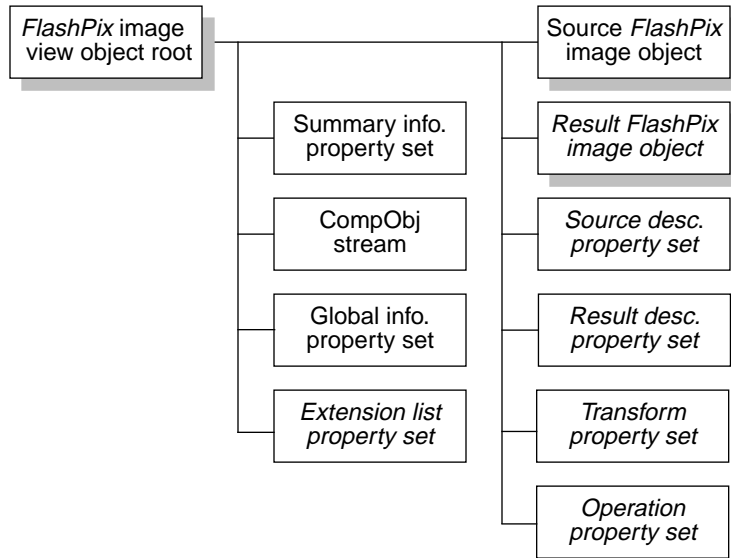 FlashPix image
view object root
Source FlashPix
image object
Summary info.
property set
Result FlashPix
image object
CompObj
stream
Source desc.
property set
Global info.
property set
Result desc.
property set
Extension list
property set
Transform
property set
Operation
property set